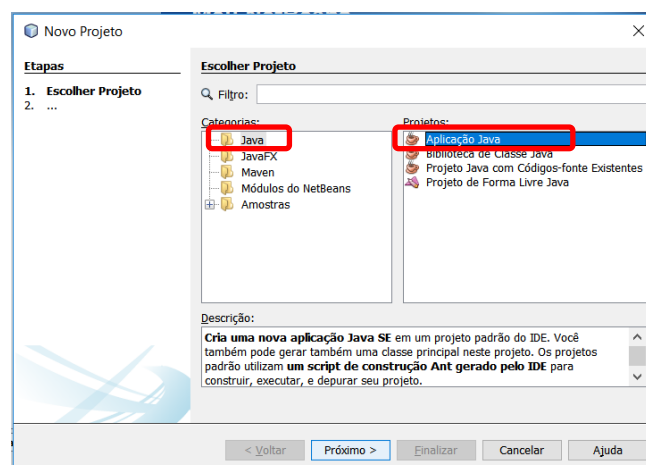 Novo Projeto
Etapas
1. Escolher Projeto
2. ...
Escolher Projeto
Filtro:
Categorias:
Java
JavaFX
Maven
Módulos do NetBeans
Amostras
Projetos:
Aplicação Java
Biblioteca de Classe Java
Projeto Java com Códigos-fonte Existentes
Projeto de Forma Livre Java
Descrição:
Cria uma nova aplicação Java SE em um projeto padrão do IDE. Você
também pode gerar também uma classe principal neste projeto. Os projetos
padrão utilizam um script de construção Ant gerado pelo IDE para
construir, executar, e depurar seu projeto.
< Voltar
Próximo >
Finalizar
Cancelar
Ajuda